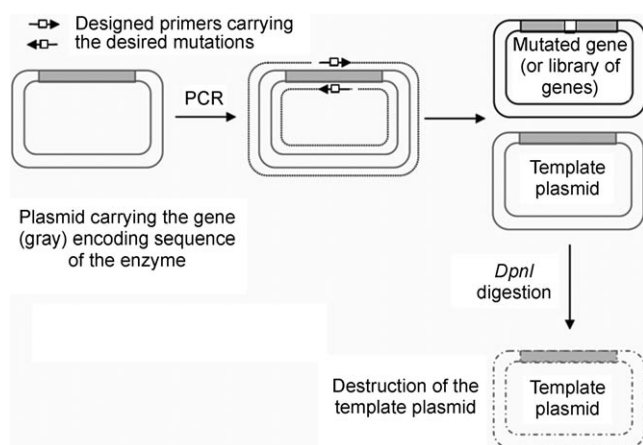 Designed primers carrying
the desired mutations
PCR
Mutated gene
(or library of
genes)
Template
plasmid
Plasmid carrying the gene
(gray) encoding sequence
of the enzyme
DpnI
digestion
Destruction of the
template plasmid
Template
plasmid